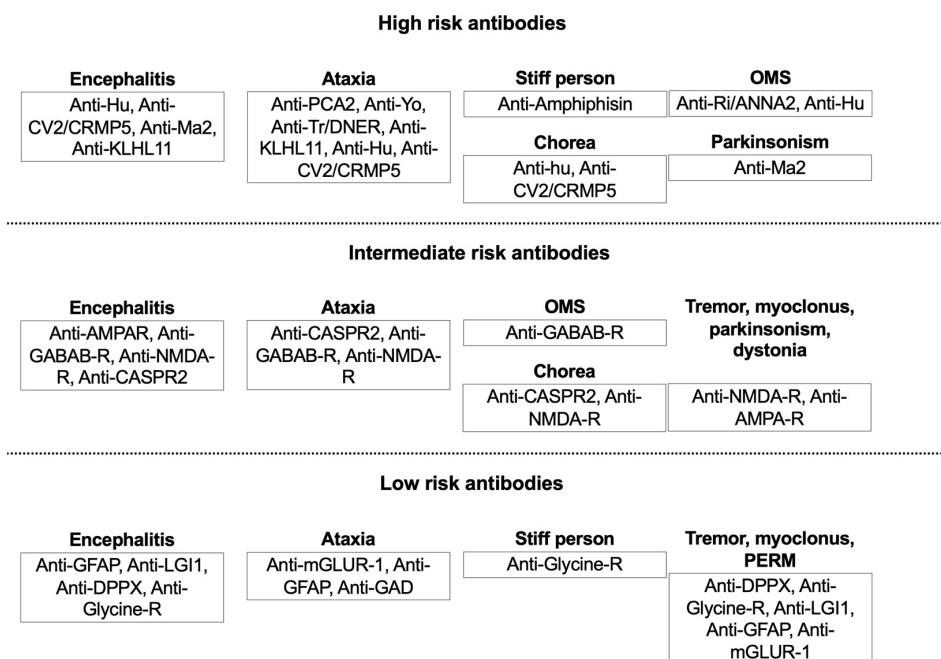 High risk antibodies
Encephalitis
Anti-Hu, Anti-
CV2/CRMP5, Anti-Ma2,
Anti-KLHL11
Ataxia
Anti-PCA2, Anti-Yo,
Anti-Tr/DNER, Anti-
KLHL11, Anti-Hu, Anti-
CV2/CRMP5
Stiff person
Anti-Amphiphisin
OMS
Anti-Ri/ANNA2, Anti-Hu
Chorea
Anti-hu, Anti-
CV2/CRMP5
Parkinsonism
Anti-Ma2
Intermediate risk antibodies
Encephalitis
Anti-AMPAR, Anti-
GABAB-R, Anti-NMDA-
R, Anti-CASPR2
Ataxia
Anti-CASPR2, Anti-
GABAB-R, Anti-NMDA-
R
OMS
Anti-GABAB-R
Chorea
Anti-CASPR2, Anti-
NMDA-R
Tremor, myoclonus,
parkinsonism,
dystonia
Anti-NMDA-R, Anti-
AMPA-R
Low risk antibodies
Encephalitis
Anti-GFAP, Anti-LGI1,
Anti-DPPX, Anti-
Glycine-R
Ataxia
Anti-mGLUR-1, Anti-
GFAP, Anti-GAD
Stiff person
Anti-Glycine-R
Tremor, myoclonus,
PERM
Anti-DPPX, Anti-
Glycine-R, Anti-LGI1,
Anti-GFAP, Anti-
mGLUR-1